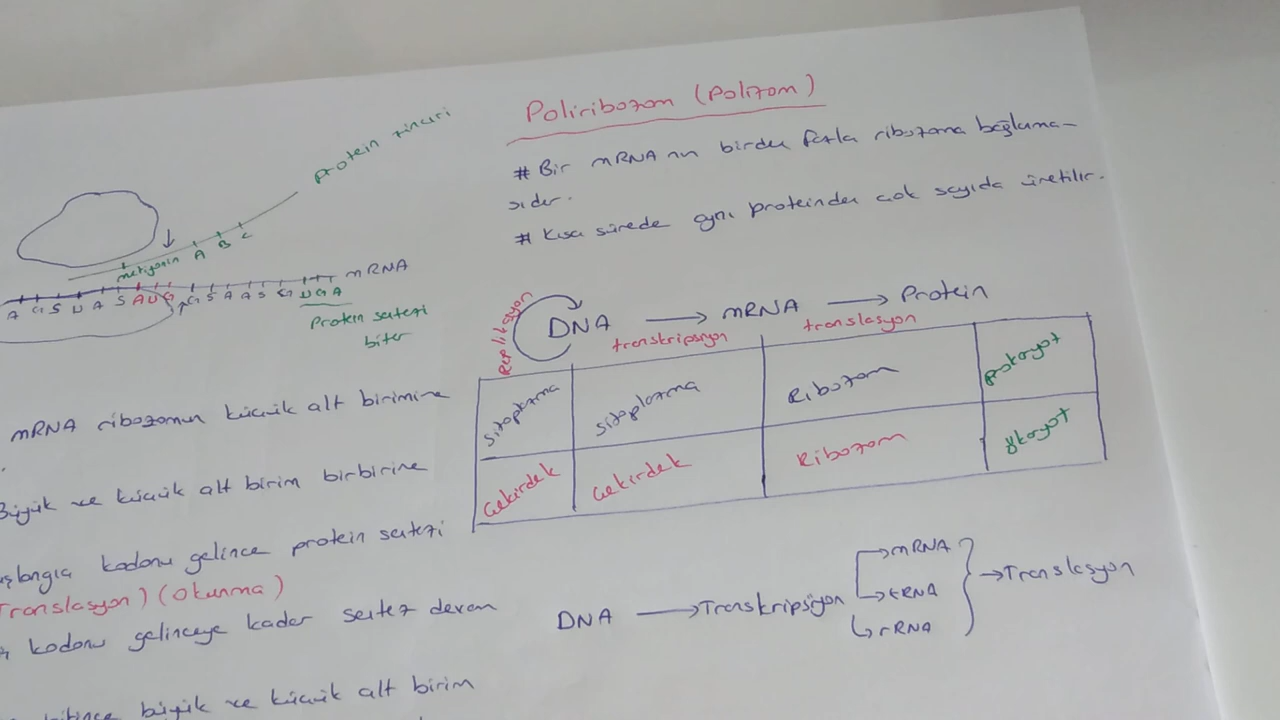 Poliribozom (Polizom)
# Bir mRNA nın birden fazla ribozoma bağlanma-
sıdır.
# Kısa sürede aynı proteinden çok sayıda üretilir.
protein zinciri
metiyonin A B C
mRNA
A G S U A S A U G G S A A S G U G A
Protein sentezi
biter
mRNA ribozomun küçük alt birimine
Büyük ve küçük alt birim birbirine
kodonu gelince protein sentezi
Translasyon) (Okunma)
kodonu gelinceye kadar sentez devam
bitince büyük ve küçük alt birim
Replikasyon
DNA → mRNA → Protein
transkripsiyon translasyon
Sitoplazma Sitoplazma Ribozom Prokaryot
Çekirdek Çekirdek Ribozom Ökaryot
DNA → Transkripsiyon → Translasyon
mRNA
tRNA
rRNA